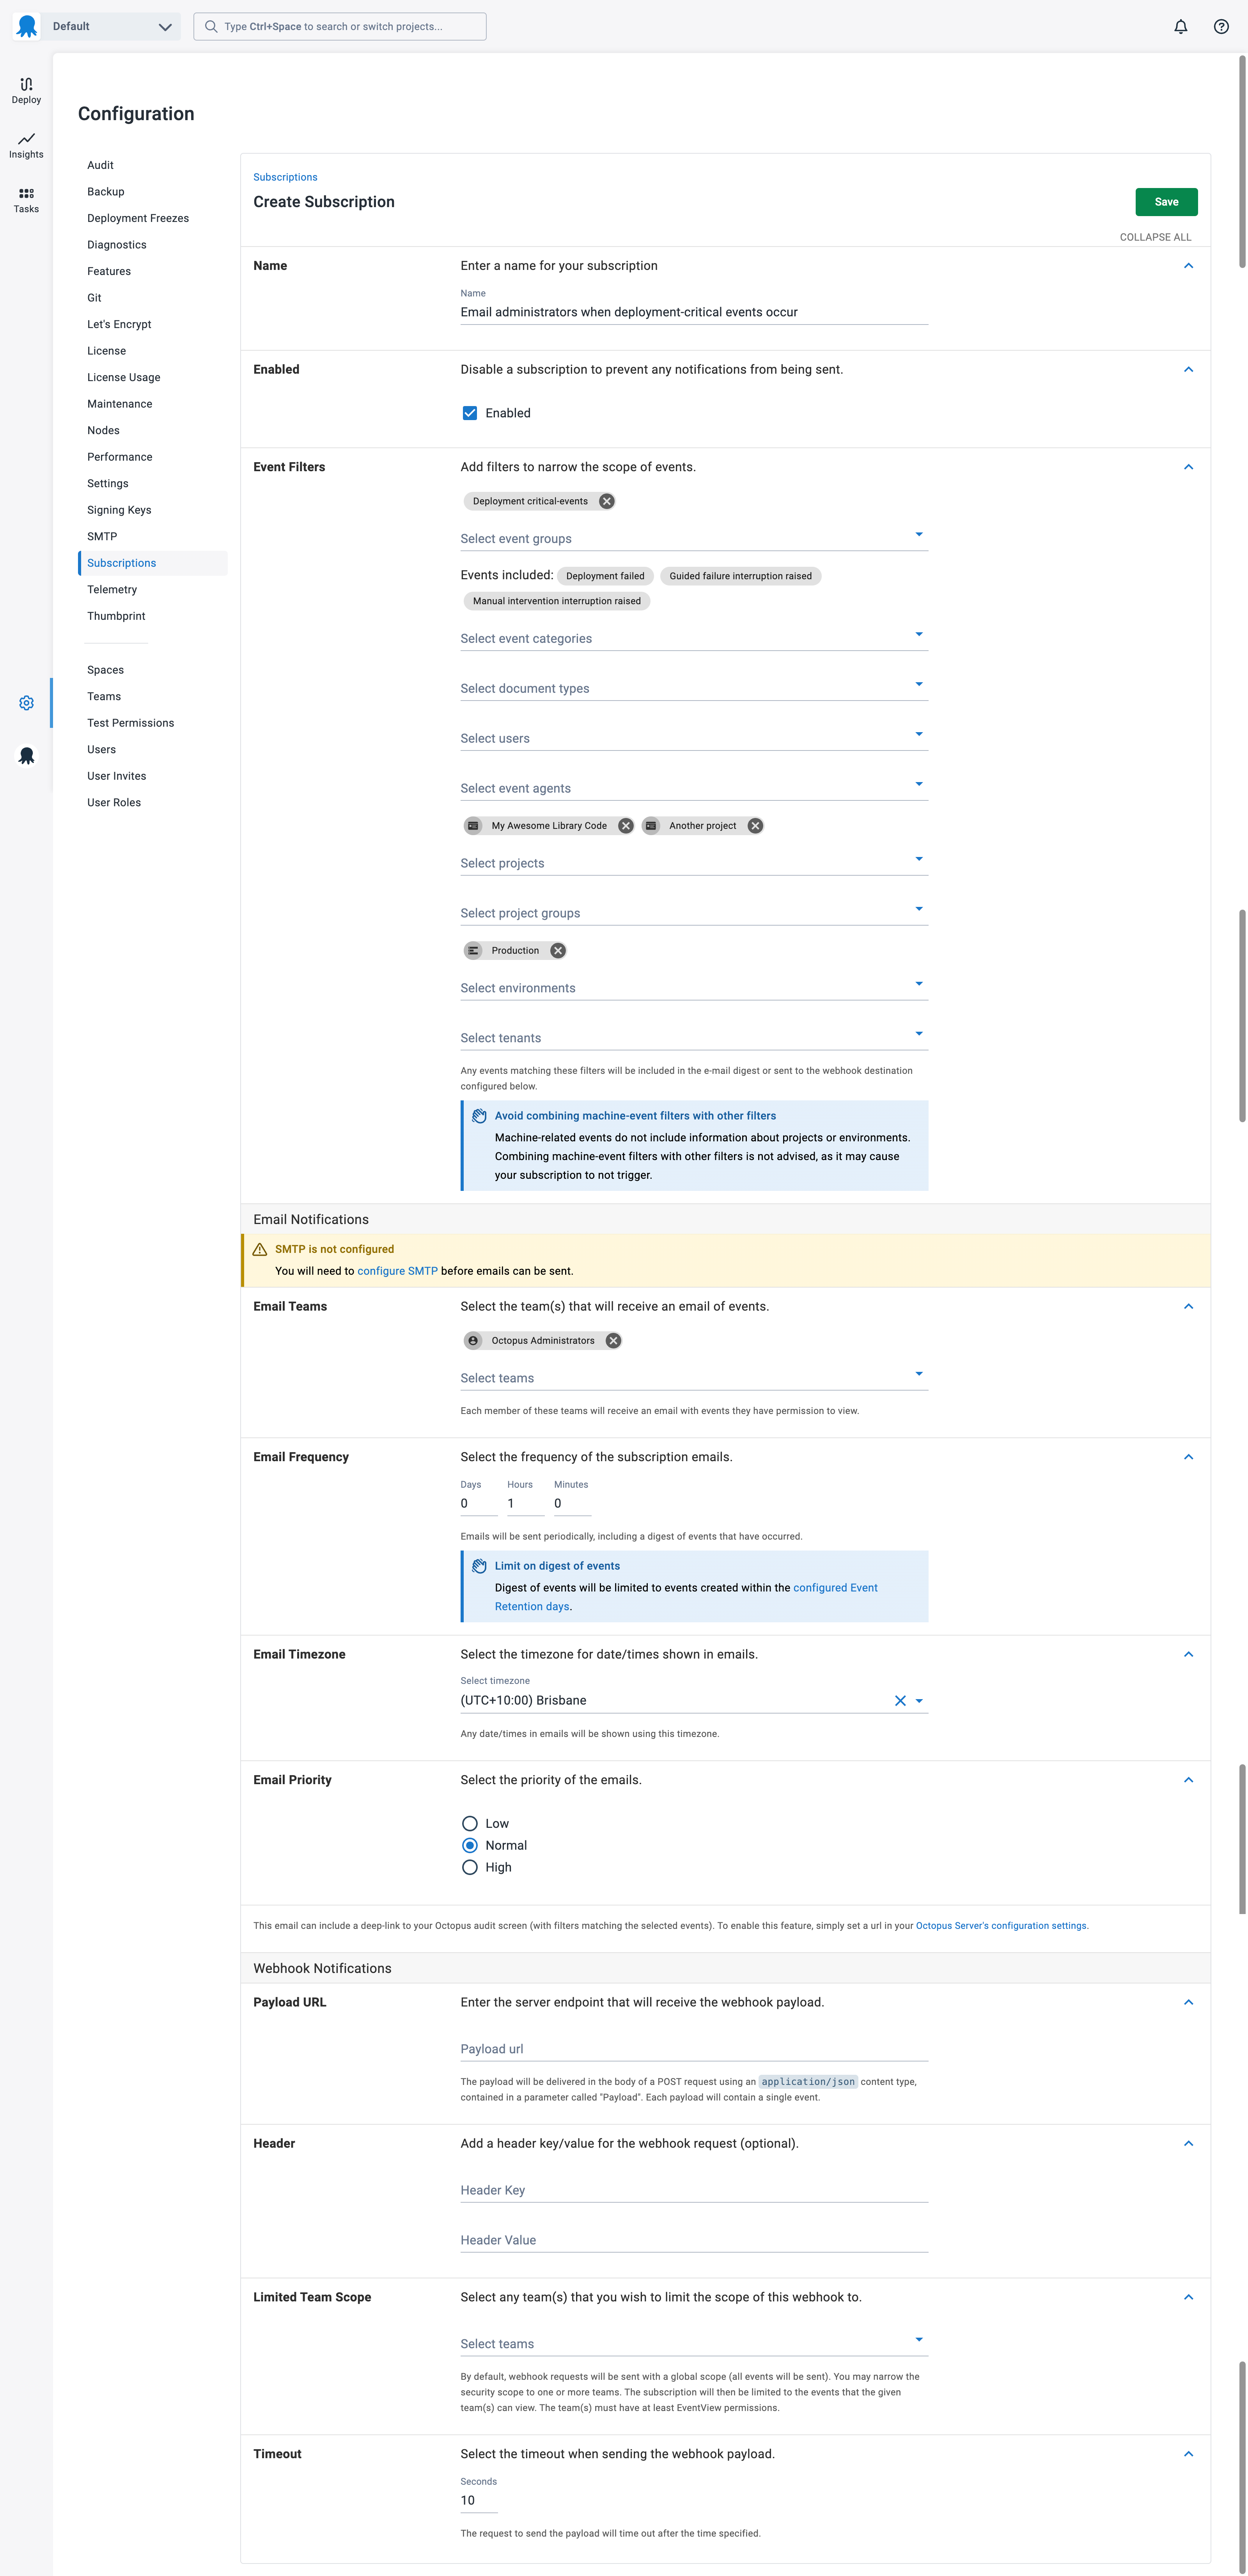 Default
Type Ctrl+Space to search or switch projects...
Deploy
Insights
Tasks
Configuration
Audit
Backup
Deployment Freezes
Diagnostics
Features
Git
Let's Encrypt
License
License Usage
Maintenance
Nodes
Performance
Settings
Signing Keys
SMTP
Subscriptions
Telemetry
Thumbprint
Spaces
Teams
Test Permissions
Users
User Invites
User Roles
Subscriptions
Create Subscription
Save
COLLAPSE ALL
Name
Enter a name for your subscription
Name
Email administrators when deployment-critical events occur
Enabled
Disable a subscription to prevent any notifications from being sent.
Enabled
Event Filters
Add filters to narrow the scope of events.
Deployment critical-events
Select event groups
Events included: Deployment failed Guided failure interruption raised
Manual intervention interruption raised
Select event categories
Select document types
Select users
Select event agents
My Awesome Library Code Another project
Select projects
Select project groups
Production
Select environments
Select tenants
Any events matching these filters will be included in the e-mail digest or sent to the webhook destination
configured below.
Avoid combining machine-event filters with other filters
Machine-related events do not include information about projects or environments.
Combining machine-event filters with other filters is not advised, as it may cause
your subscription to not trigger.
Email Notifications
SMTP is not configured
You will need to configure SMTP before emails can be sent.
Email Teams
Select the team(s) that will receive an email of events.
Octopus Administrators
Select teams
Each member of these teams will receive an email with events they have permission to view.
Email Frequency
Select the frequency of the subscription emails.
Days Hours Minutes
0 1 0
Emails will be sent periodically, including a digest of events that have occurred.
Limit on digest of events
Digest of events will be limited to events created within the configured Event
Retention days.
Email Timezone
Select the timezone for date/times shown in emails.
Select timezone
(UTC+10:00) Brisbane
Any date/times in emails will be shown using this timezone.
Email Priority
Select the priority of the emails.
Low
Normal
High
This email can include a deep-link to your Octopus audit screen (with filters matching the selected events). To enable this feature, simply set a url in your Octopus Server's configuration settings.
Webhook Notifications
Payload URL
Enter the server endpoint that will receive the webhook payload.
Payload url
The payload will be delivered in the body of a POST request using an application/json content type,
contained in a parameter called "Payload". Each payload will contain a single event.
Header
Add a header key/value for the webhook request (optional).
Header Key
Header Value
Limited Team Scope
Select any team(s) that you wish to limit the scope of this webhook to.
Select teams
By default, webhook requests will be sent with a global scope (all events will be sent). You may narrow the
security scope to one or more teams. The subscription will then be limited to the events that the given
team(s) can view. The team(s) must have at least EventView permissions.
Timeout
Select the timeout when sending the webhook payload.
Seconds
10
The request to send the payload will time out after the time specified.